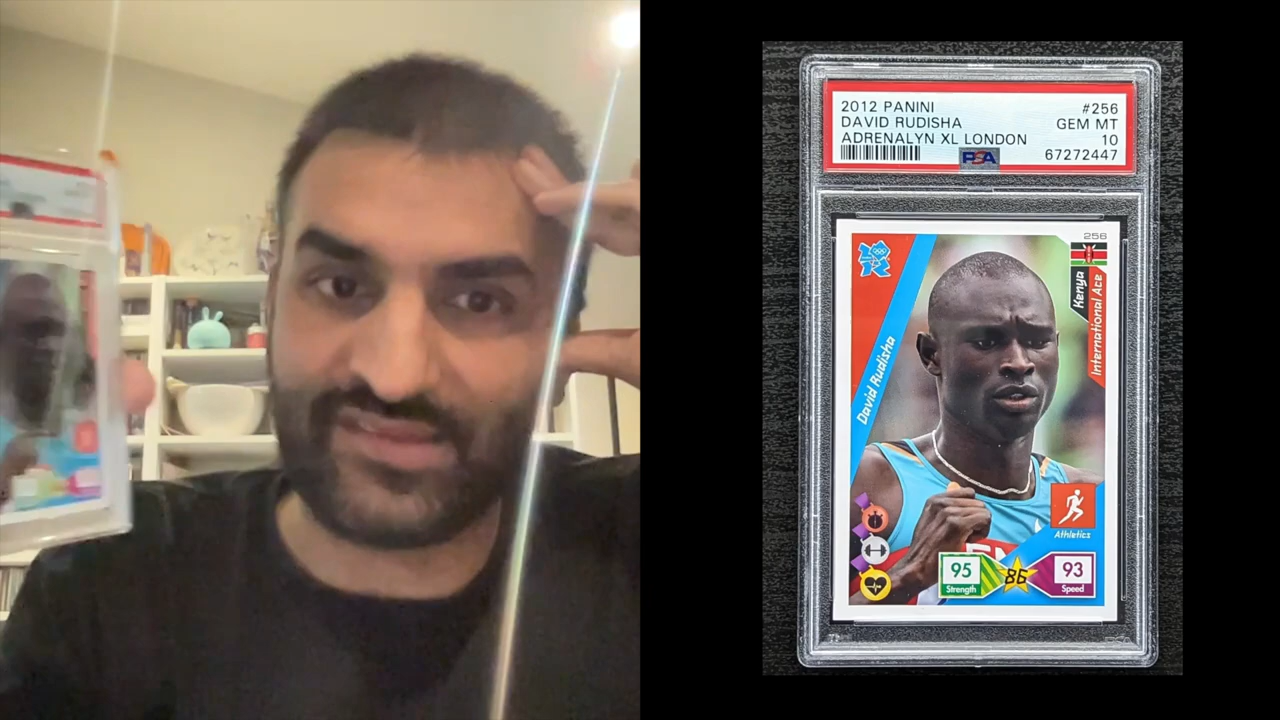 2012 PANINI #256
DAVID RUDISHA GEM MT
ADRENALYN XL LONDON 10
PSA 67272447
256
David Rudisha
Kenya
International Ace
Athletics
95 86 93
Strength Speed